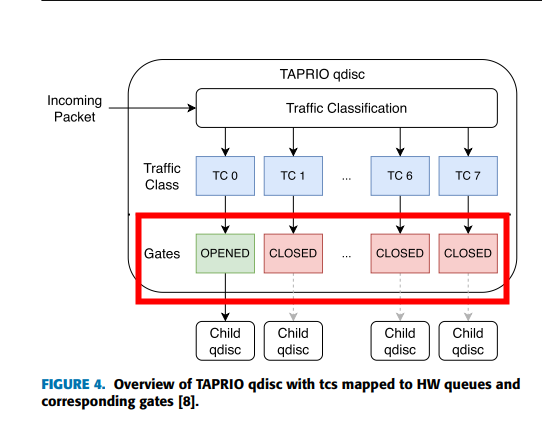 TAPRIO qdisc
Incoming
Packet
Traffic Classification
Traffic
Class
TC 0
TC 1
...
TC 6
TC 7
Gates
OPENED
CLOSED
...
CLOSED
CLOSED
Child
qdisc
Child
qdisc
Child
qdisc
Child
qdisc
FIGURE 4. Overview of TAPRIO qdisc with tcs mapped to HW queues and
corresponding gates [8].